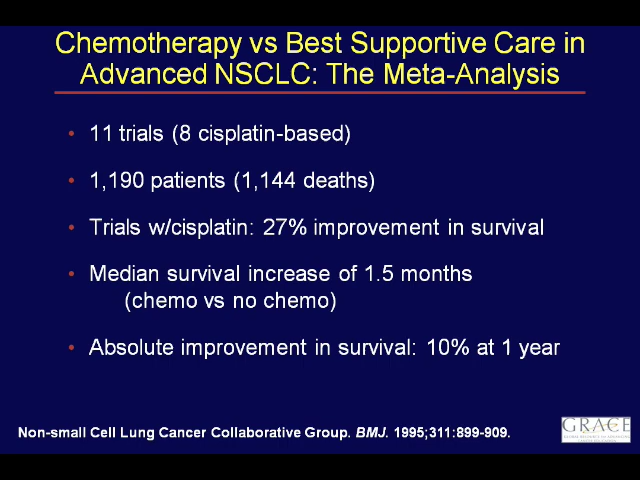 Chemotherapy vs Best Supportive Care in
Advanced NSCLC: The Meta-Analysis
• 11 trials (8 cisplatin-based)
• 1,190 patients (1,144 deaths)
• Trials w/cisplatin: 27% improvement in survival
• Median survival increase of 1.5 months
(chemo vs no chemo)
• Absolute improvement in survival: 10% at 1 year
Non-small Cell Lung Cancer Collaborative Group. BMJ. 1995;311:899-909.
GRACE